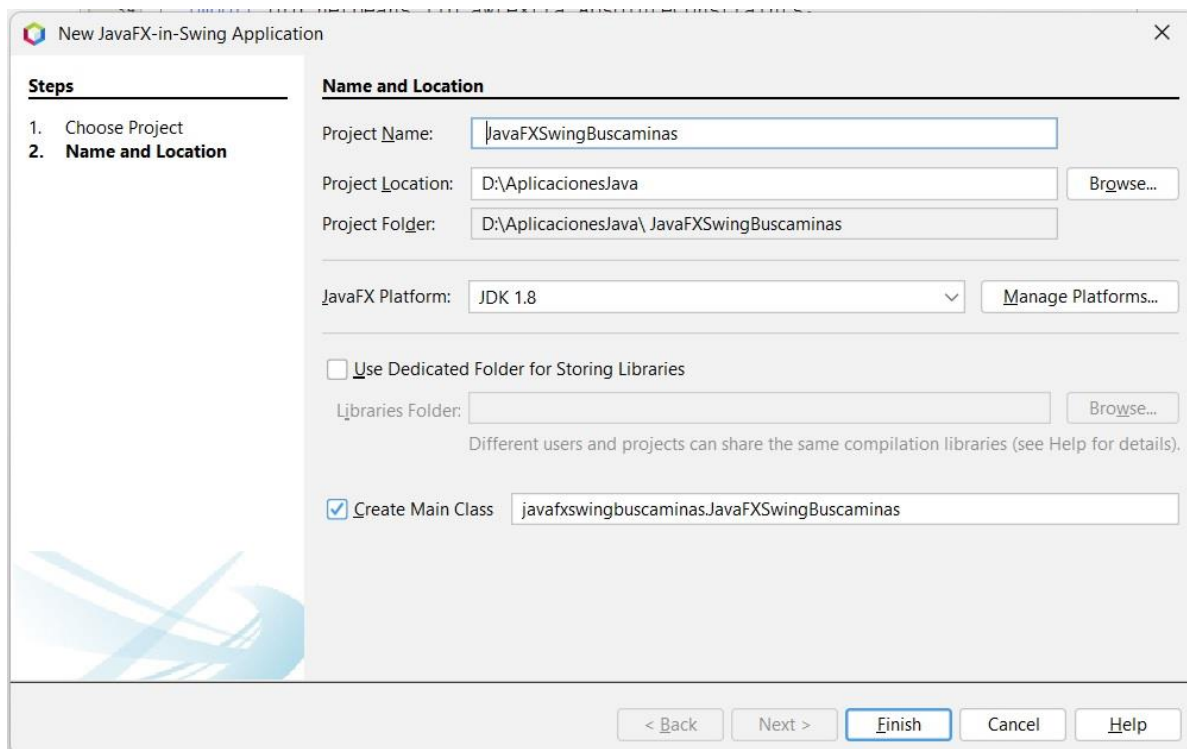 New JavaFX-in-Swing Application
Steps
1. Choose Project
2. Name and Location
Name and Location
Project Name: JavaFXSwingBuscaminas
Project Location: D:\AplicacionesJava Browse...
Project Folder: D:\AplicacionesJava\ JavaFXSwingBuscaminas
JavaFX Platform: JDK 1.8 Manage Platforms...
Use Dedicated Folder for Storing Libraries
Libraries Folder: Browse...
Different users and projects can share the same compilation libraries (see Help for details).
Create Main Class javafxswingbuscaminas.JavaFXSwingBuscaminas
< Back Next > Finish Cancel Help